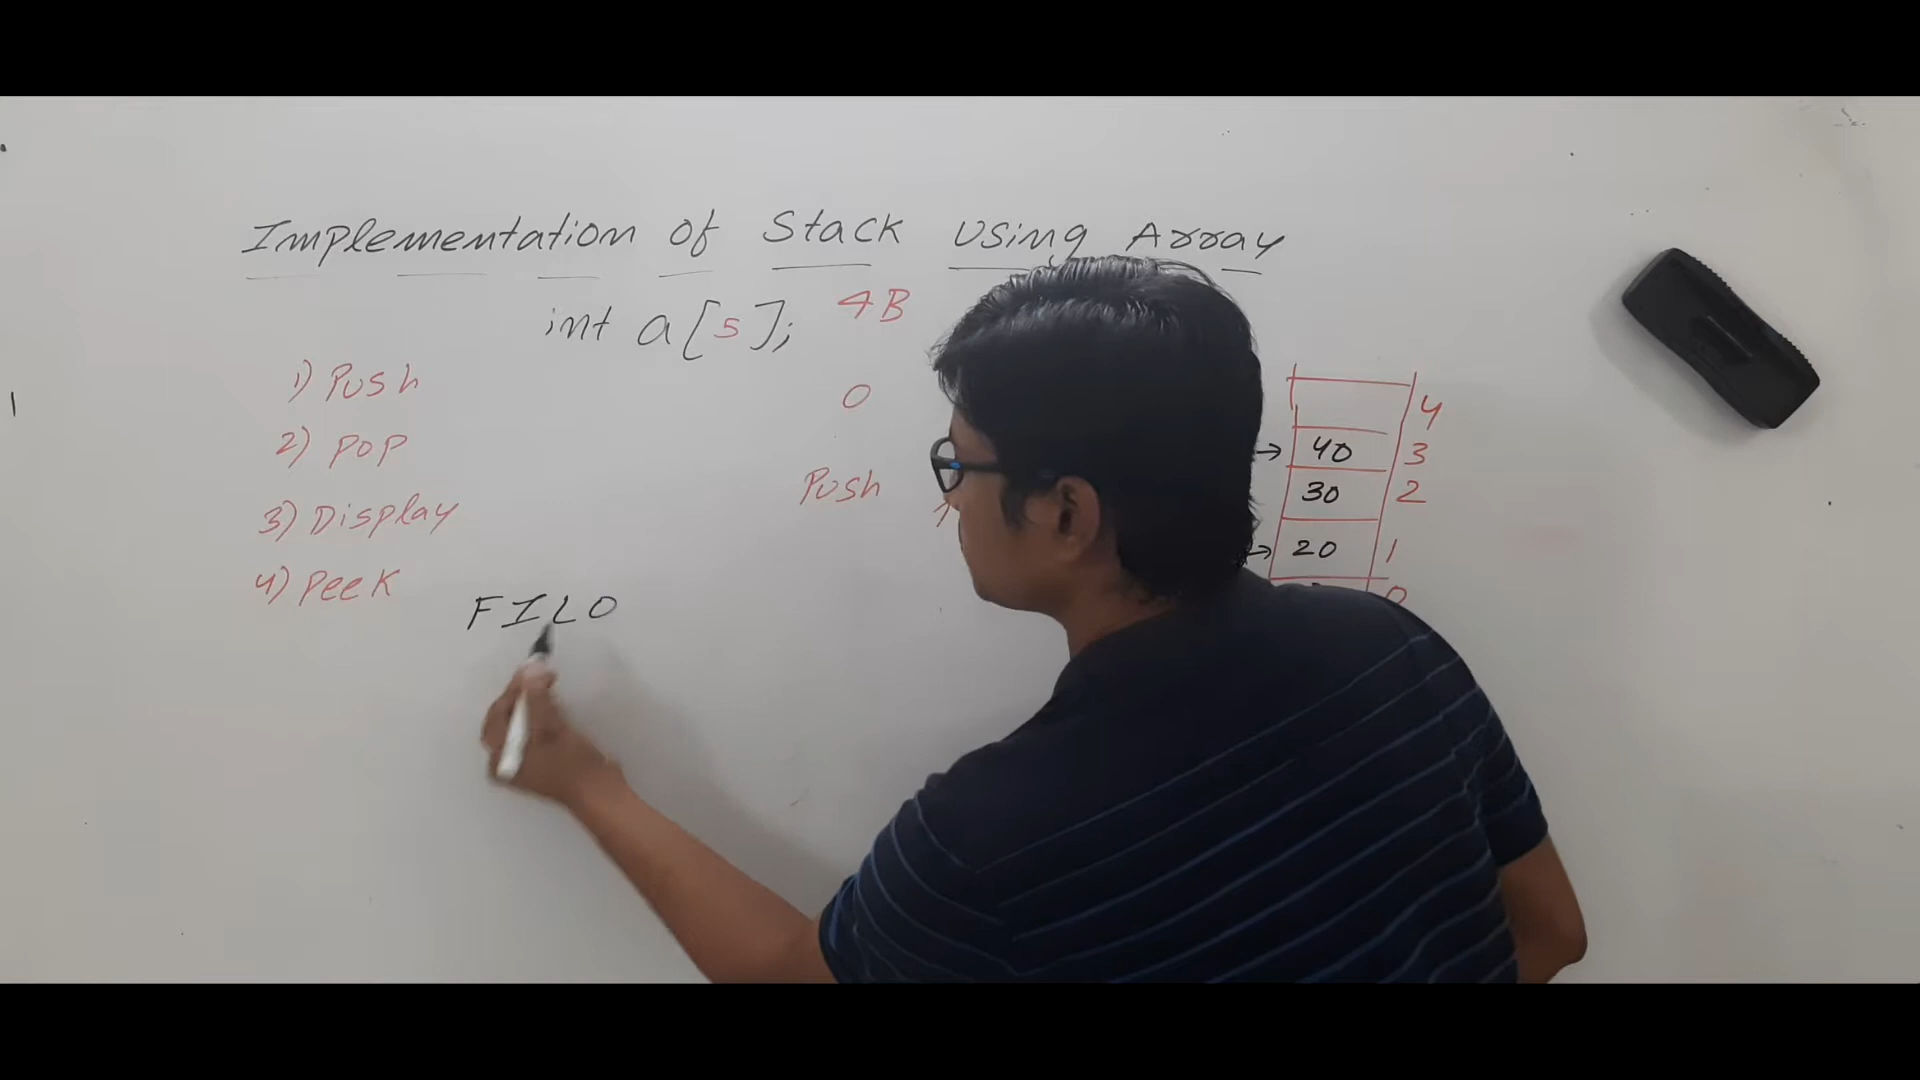 Implementation of Stack Using Array
int a[5]; 4B
1) Push
0
2) POP
Push
3) Display
4) Peek
FILO
4
40 3
30 2
20 1
0